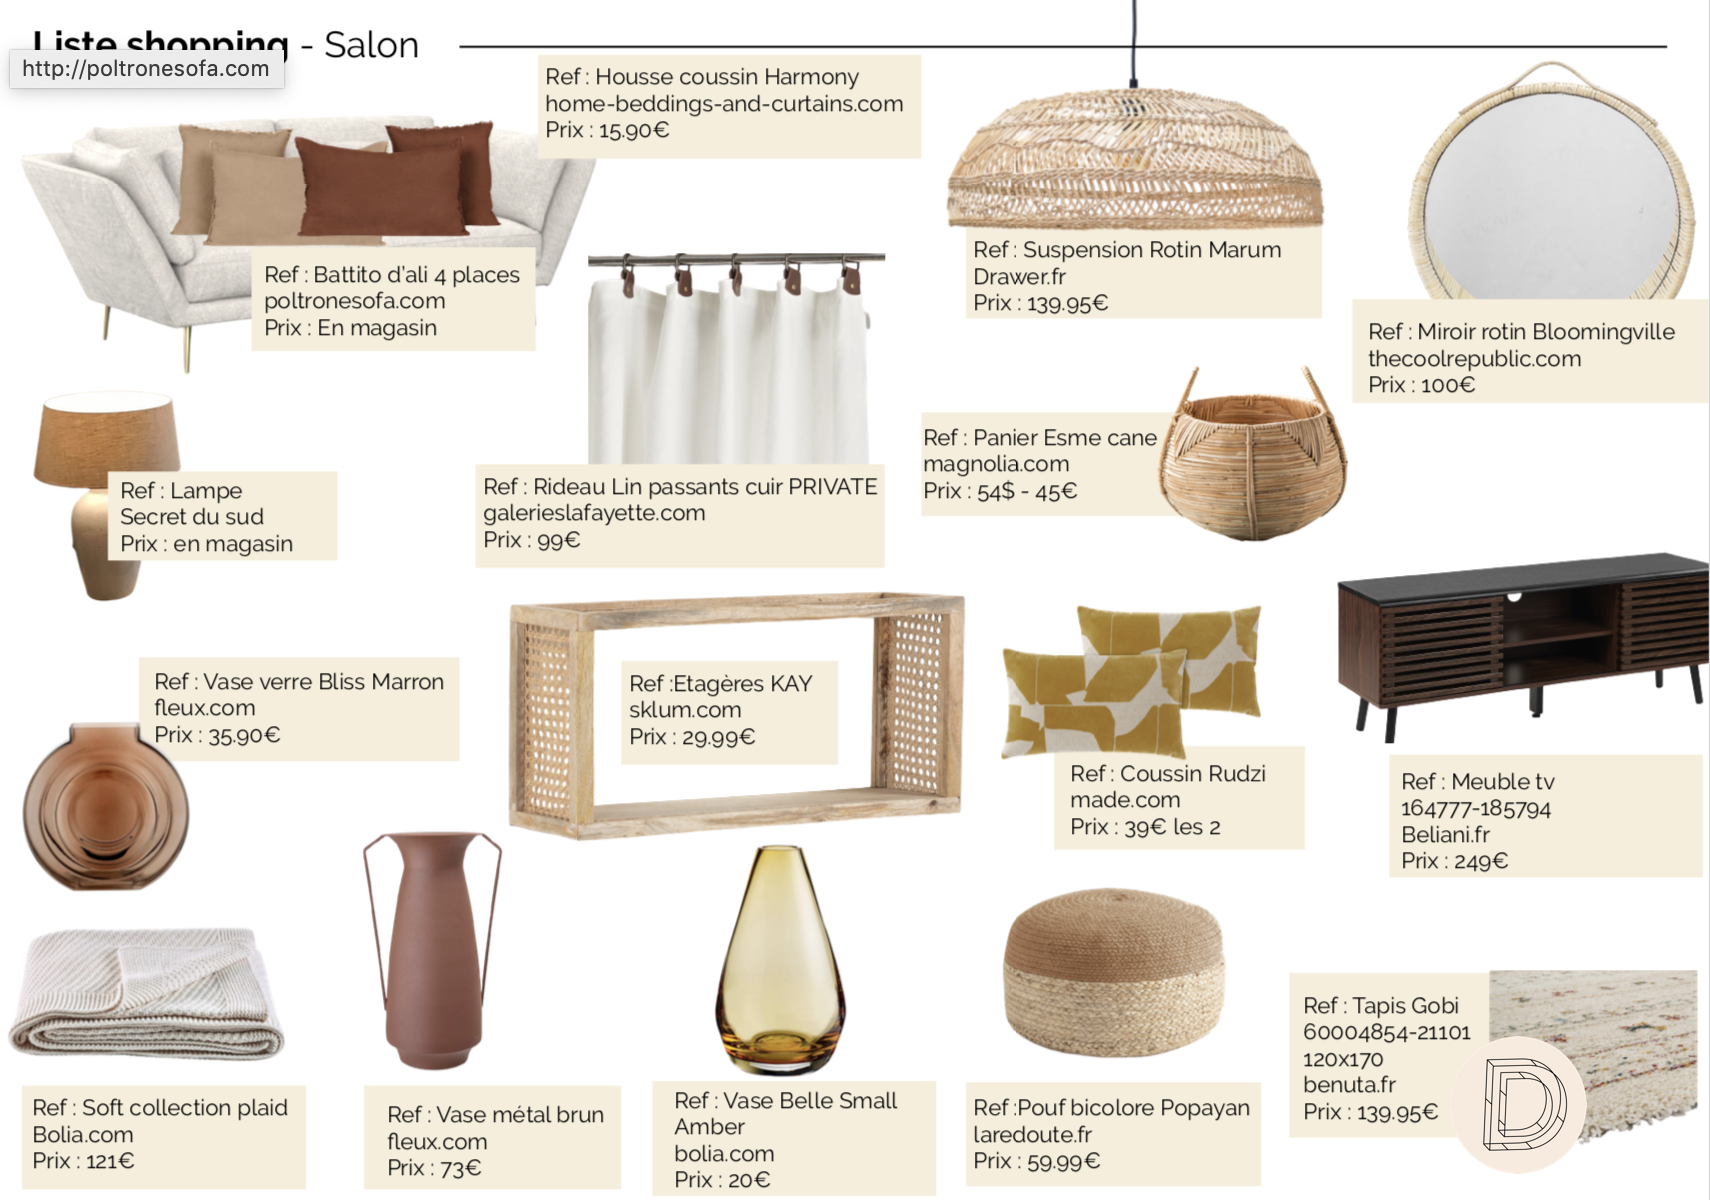 Liste shopping - Salon
http://poltronesofa.com
Ref : Housse coussin Harmony
home-beddings-and-curtains.com
Prix : 15.90€
Ref : Battito d'ali 4 places
poltronesofa.com
Prix : En magasin
Ref : Suspension Rotin Marum
Drawer.fr
Prix : 139.95€
Ref : Miroir rotin Bloomingville
thecoolrepublic.com
Prix : 100€
Ref : Lampe
Secret du sud
Prix : en magasin
Ref : Rideau Lin passants cuir PRIVATE
galerieslafayette.com
Prix : 99€
Ref : Panier Esme cane
magnolia.com
Prix : 54$ - 45€
Ref : Vase verre Bliss Marron
fleux.com
Prix : 35.90€
Ref :Etagères KAY
sklum.com
Prix : 29.99€
Ref : Coussin Rudzi
made.com
Prix : 39€ les 2
Ref : Meuble tv
164777-185794
Beliani.fr
Prix : 249€
Ref : Soft collection plaid
Bolia.com
Prix : 121€
Ref : Vase métal brun
fleux.com
Prix : 73€
Ref : Vase Belle Small
Amber
bolia.com
Prix : 20€
Ref :Pouf bicolore Popayan
laredoute.fr
Prix : 59.99€
Ref : Tapis Gobi
60004854-21101
120x170
benuta.fr
Prix : 139.95€
D